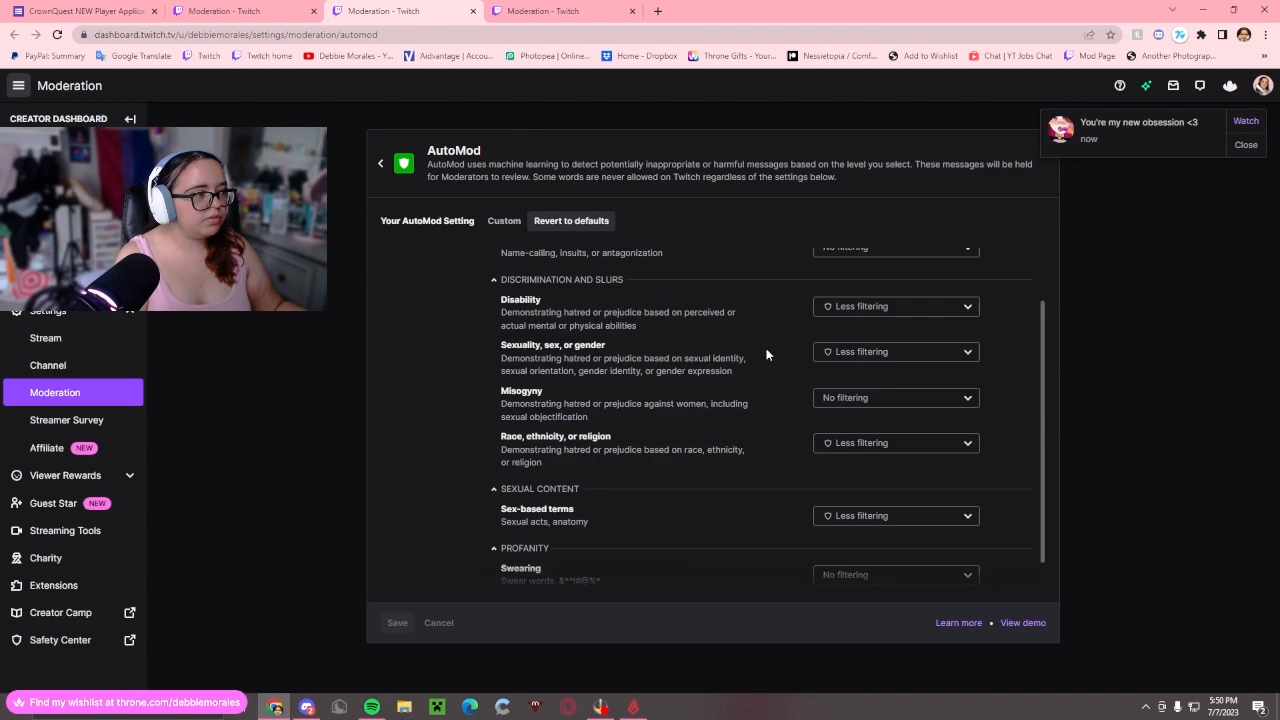 CrownQuest NEW Player Applic
Moderation - Twitch
Moderation - Twitch
Moderation - Twitch
dashboard.twitch.tv/u/debbiemorales/settings/moderation/automod
PayPal Summary
Google Translate
Twitch
Twitch home
Debbie Morales - Y...
Advantage | Accou...
Photopea | Online...
Home - Dropbox
Throne Gifts - You...
Nessietopia / Comf...
Add to Wishlist
Chat | YT Jobs Chat
Mod Page
Another Photograp...
Moderation
CREATOR DASHBOARD
You're my new obsession <3
now
Watch
Close
AutoMod
AutoMod uses machine learning to detect potentially inappropriate or harmful messages based on the level you select. These messages will be held
for Moderators to review. Some words are never allowed on Twitch regardless of the settings below.
Your AutoMod Setting
Custom
Revert to defaults
No filtering
Name-calling, insults, or antagonization
DISCRIMINATION AND SLURS
Disability
Demonstrating hatred or prejudice based on perceived or
actual mental or physical abilities
Less filtering
Sexuality, sex, or gender
Demonstrating hatred or prejudice based on sexual identity,
sexual orientation, gender identity, or gender expression
Less filtering
Misogyny
Demonstrating hatred or prejudice against women, including
sexual objectification
No filtering
Race, ethnicity, or religion
Demonstrating hatred or prejudice based on race, ethnicity,
or religion
Less filtering
SEXUAL CONTENT
Sex-based terms
Sexual acts, anatomy
Less filtering
PROFANITY
Swearing
Swear words, &*^!#@%*
No filtering
Save
Cancel
Learn more • View demo
Settings
Stream
Channel
Moderation
Streamer Survey
Affiliate NEW
Viewer Rewards
Guest Star NEW
Streaming Tools
Charity
Extensions
Creator Camp
Safety Center
Find my wishlist at throne.com/debbiemorales
5:50 PM
7/7/2023